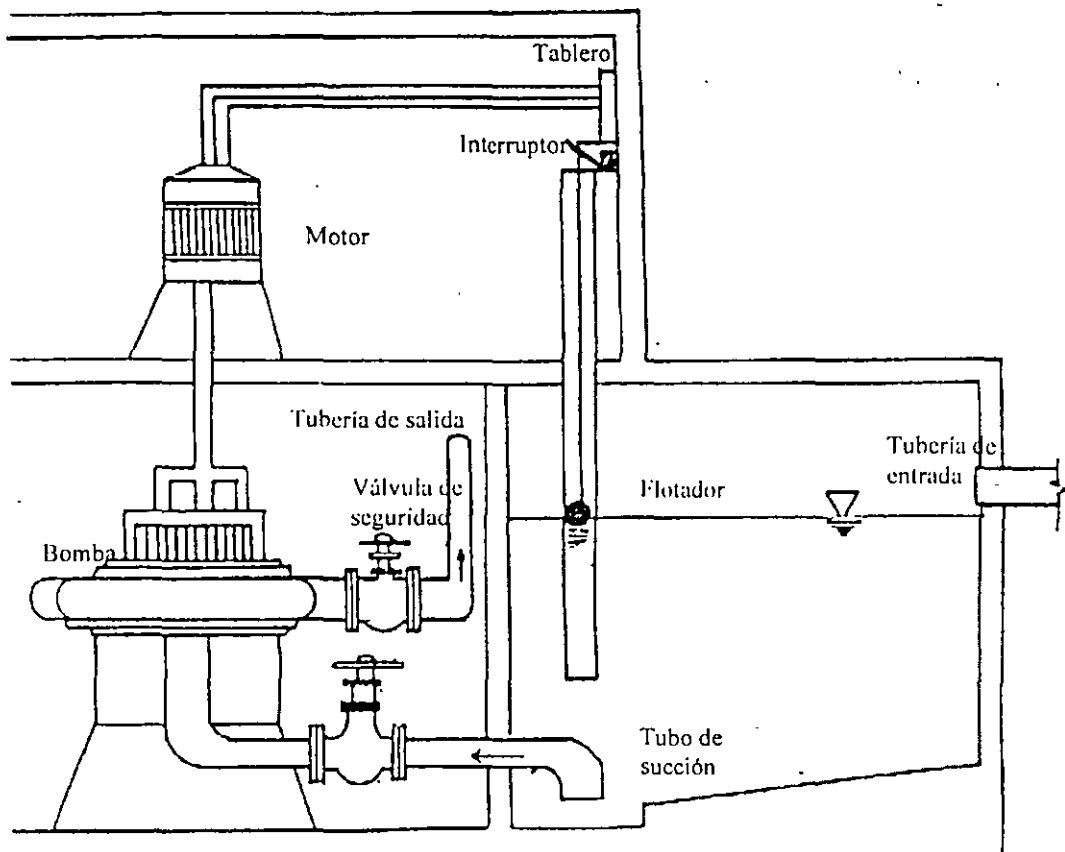 Tablero
Interruptor
Motor
Tubería de salida
Tubería de
entrada
Válvula de
seguridad
Flotador
Bomba
Tubo de
succión